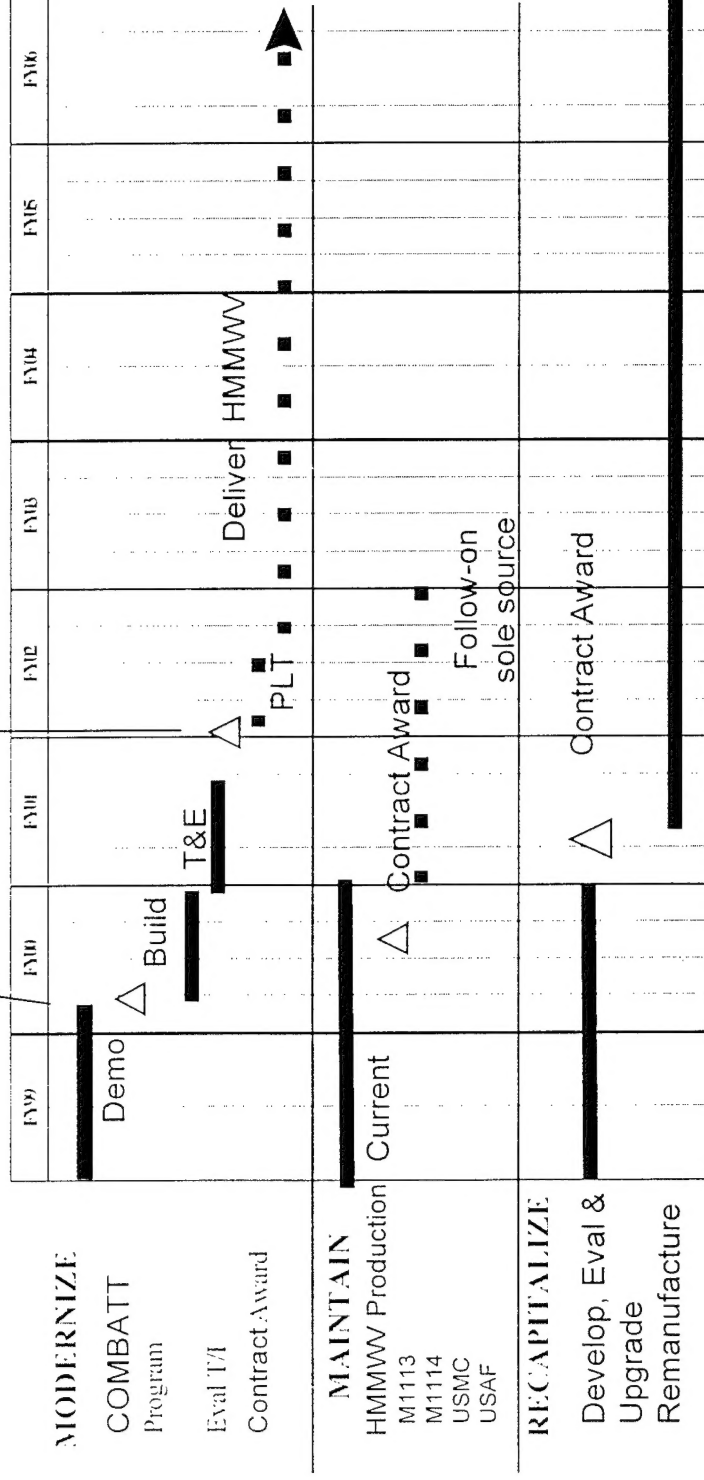 FY99 FY00 FY01 FY02 FY03 FY04 FY05 FY06
MODERNIZE
COMBATT
Program
Demo
Build
Eval T/I
T&E
Contract Award
PLT
Deliver HMMWV
MAINTAIN
HMMWV Production
M1113
M1114
USMC
USAF
Current
Contract Award
Follow-on
sole source
RECAPITALIZE
Develop, Eval &
Upgrade
Remanufacture
Contract Award